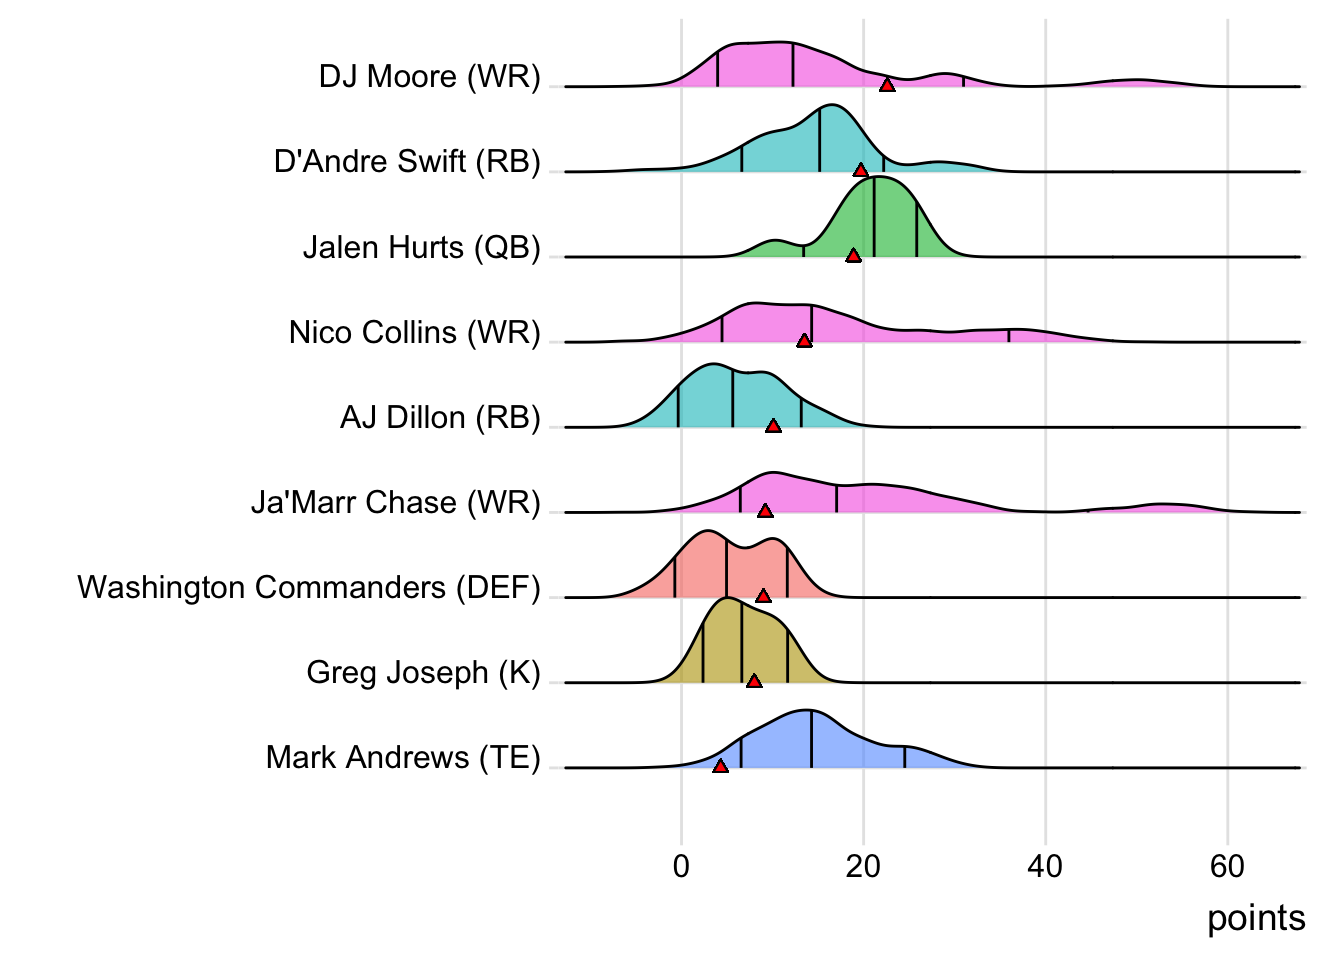 DJ Moore (WR)
D'Andre Swift (RB)
Jalen Hurts (QB)
Nico Collins (WR)
AJ Dillon (RB)
Ja'Marr Chase (WR)
Washington Commanders (DEF)
Greg Joseph (K)
Mark Andrews (TE)
0 20 40 60
points